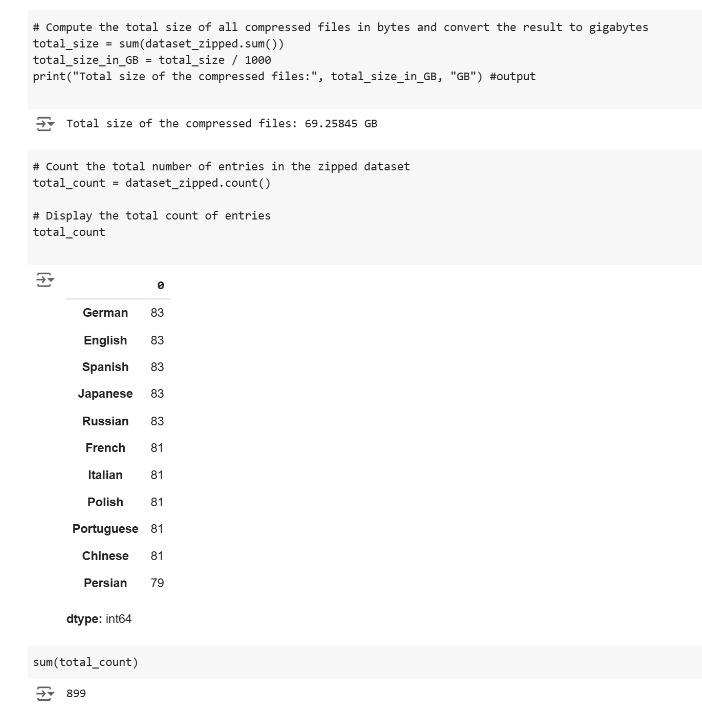 # Compute the total size of all compressed files in bytes and convert the result to gigabytes
total_size = sum(dataset_zipped.sum())
total_size_in_GB = total_size / 1000
print("Total size of the compressed files:", total_size_in_GB, "GB") #output
Total size of the compressed files: 69.25845 GB
# Count the total number of entries in the zipped dataset
total_count = dataset_zipped.count()
# Display the total count of entries
total_count
0
German 83
English 83
Spanish 83
Japanese 83
Russian 83
French 81
Italian 81
Polish 81
Portuguese 81
Chinese 81
Persian 79
dtype: int64
sum(total_count)
899